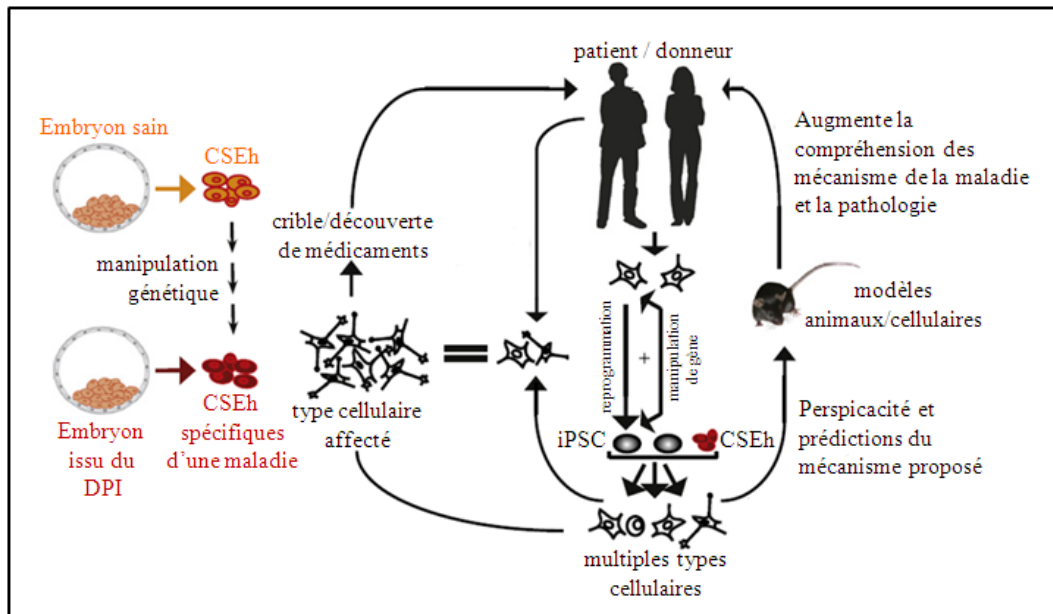 patient / donneur
Embryon sain
CSEh
manipulation
génétique
Embryon
issu du
DPI
CSEh
spécifiques
d'une maladie
crible/découverte
de médicaments
type cellulaire
affecté
reprogrammation
+
manipulation
de gène
iPSC
CSEh
multiples types
cellulaires
Augmente la
compréhension des
mécanisme de la maladie
et la pathologie
modèles
animaux/cellulaires
Perspicacité et
prédictions du
mécanisme proposé